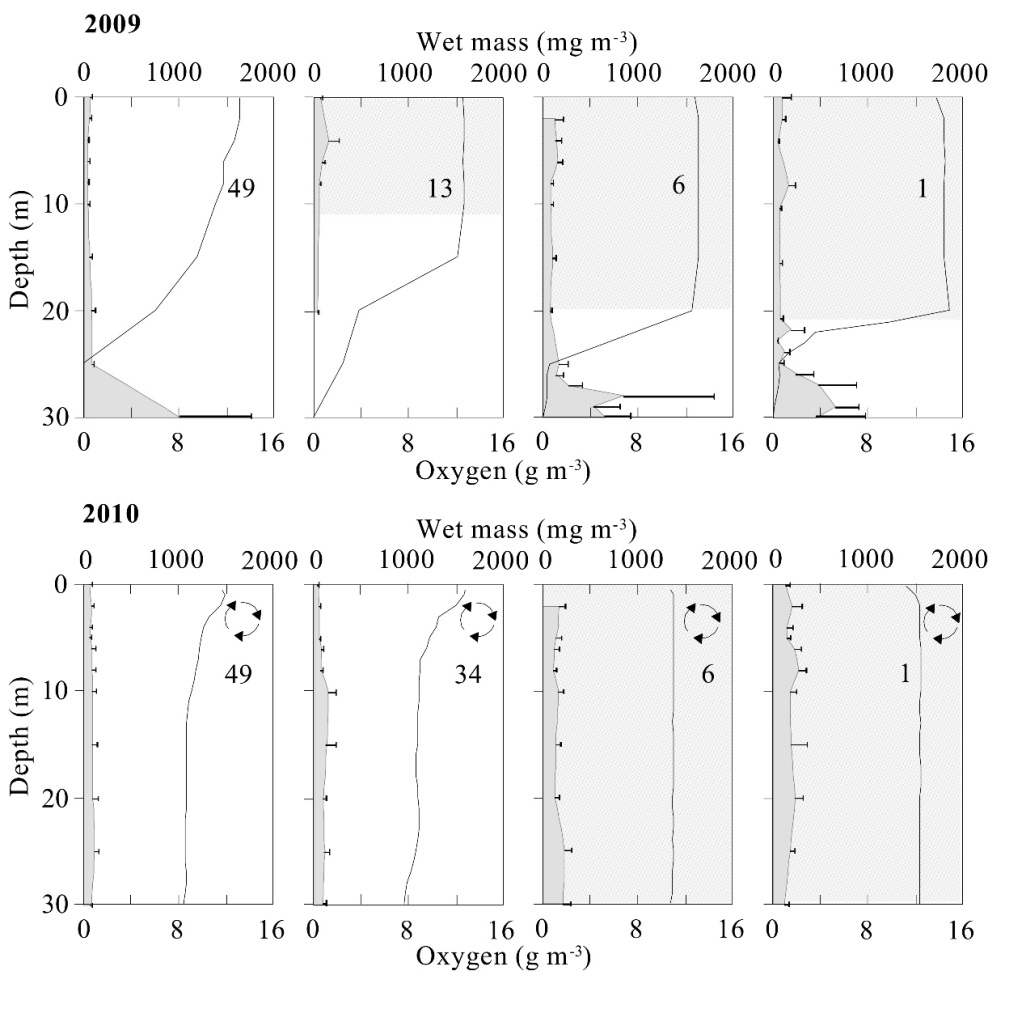 2009
Wet mass (mg m-3)
0 1000 2000 0 1000 2000 0 1000 2000 0 1000 2000
0
10
20
30
Depth (m)
49 13 6 1
0 8 16 0 8 16 0 8 16 0 8 16
Oxygen (g m-3)
2010
Wet mass (mg m-3)
0 1000 2000 0 1000 2000 0 1000 2000 0 1000 2000
0
10
20
30
Depth (m)
49 34 6 1
0 8 16 0 8 16 0 8 16 0 8 16
Oxygen (g m-3)